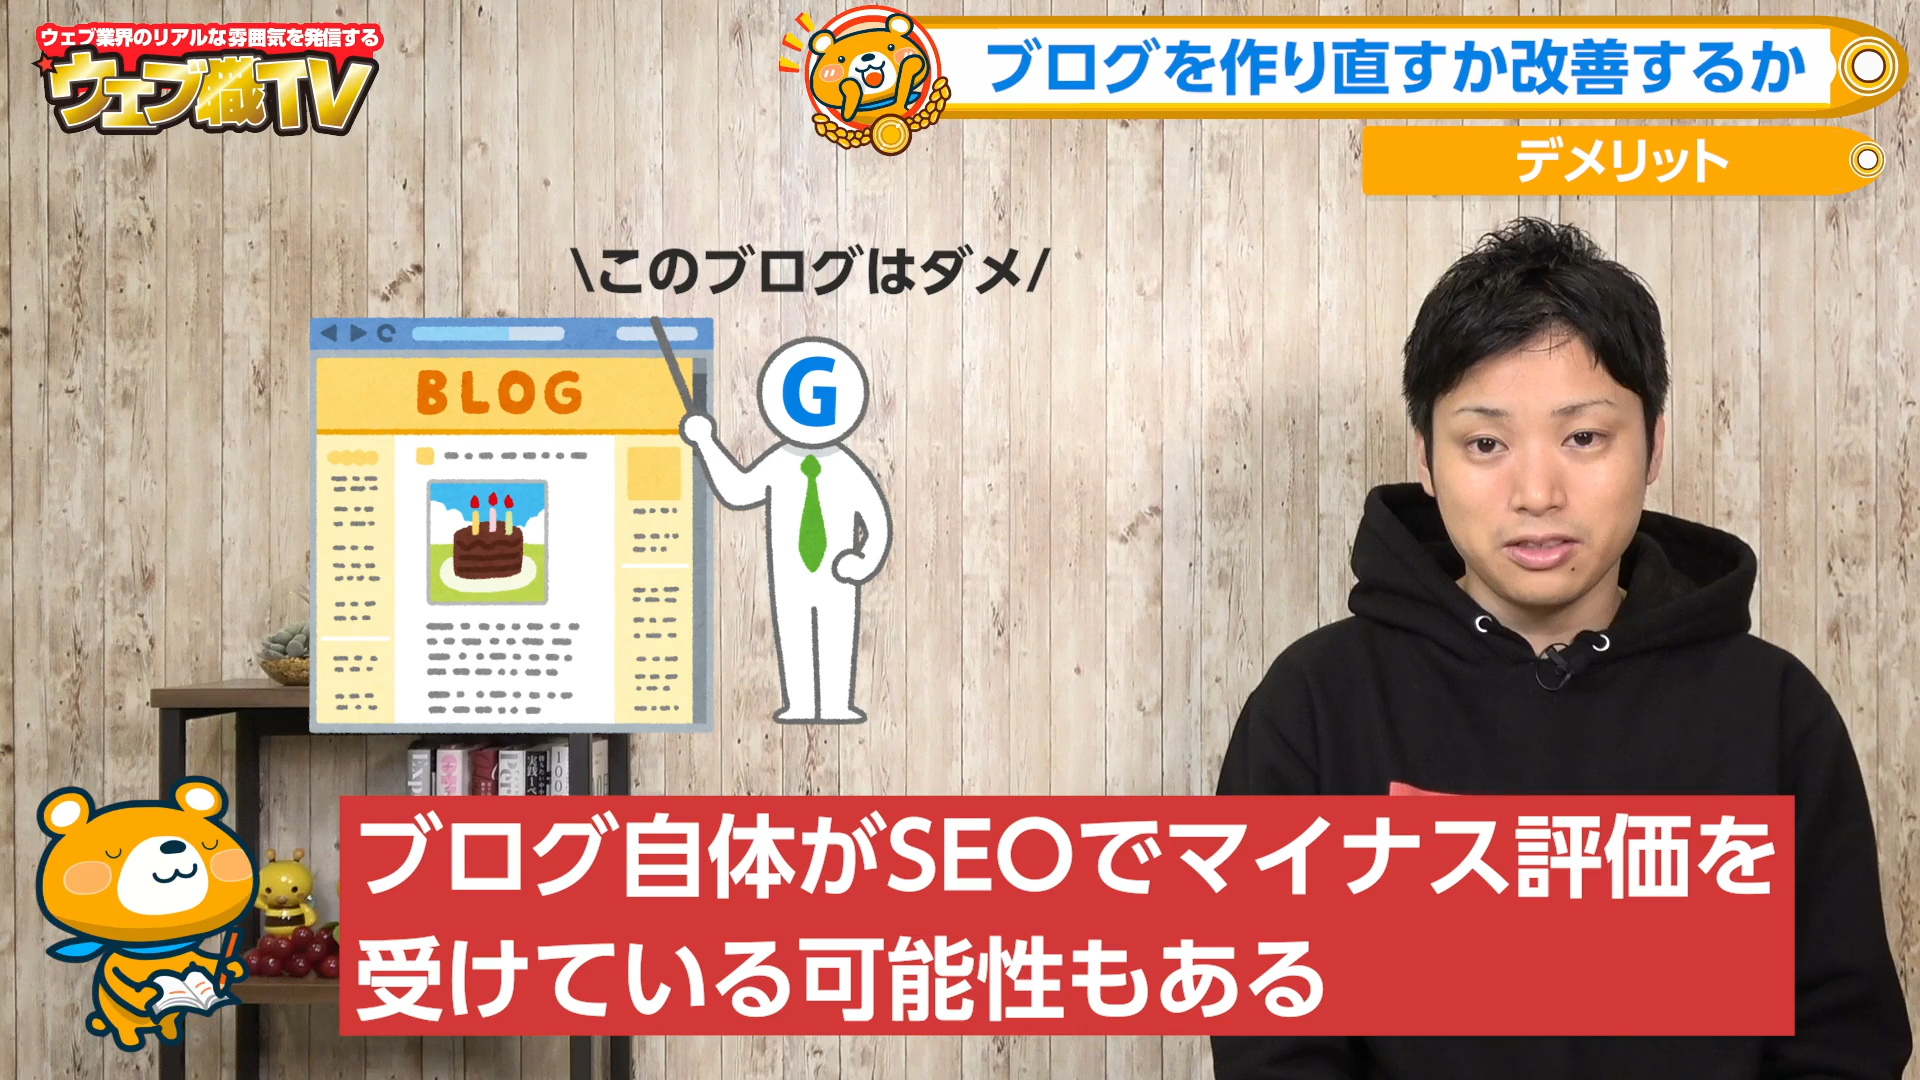 ウェブ業界のリアルな雰囲気を発信する
ウェブ職TV
ブログを作り直すか改善するか
デメリット
\このブログはダメ/
BLOG
G
ブログ自体がSEOでマイナス評価を
受けている可能性もある